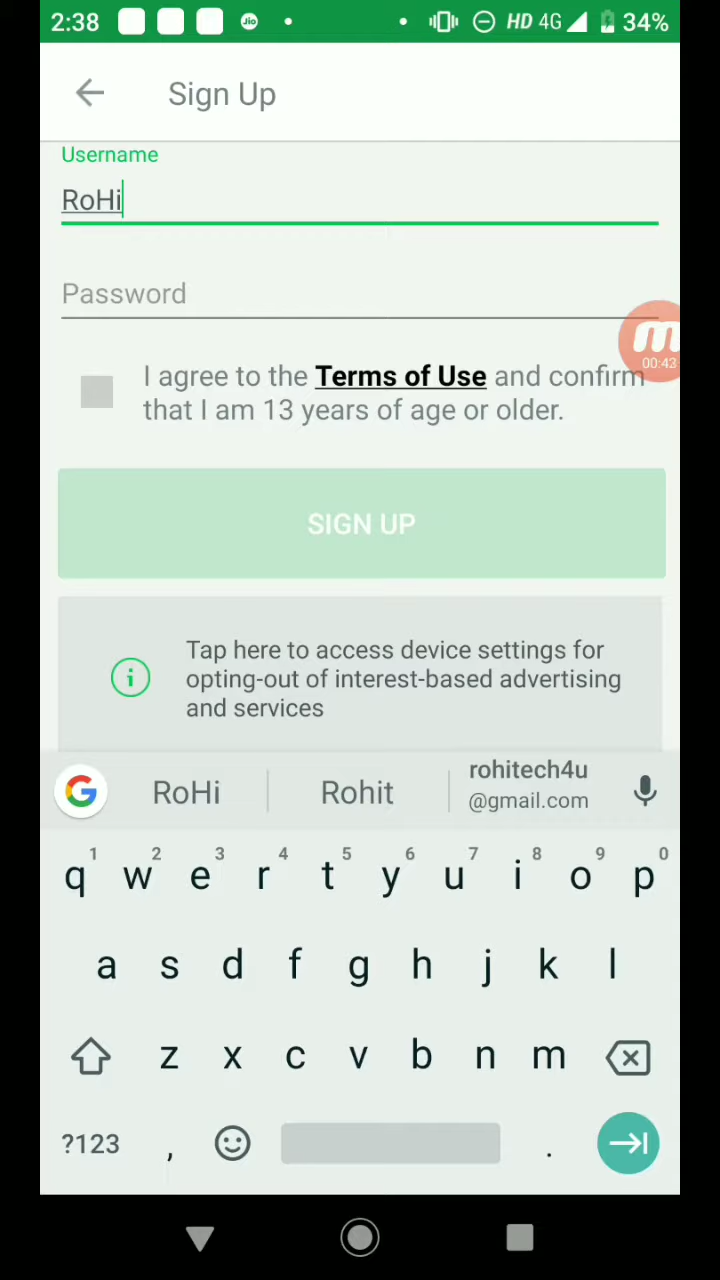 2:38 Jio HD 4G 34%
Sign Up
Username
RoHi
Password
00:43
I agree to the Terms of Use and confirm
that I am 13 years of age or older.
SIGN UP
Tap here to access device settings for
opting-out of interest-based advertising
and services
RoHi Rohit rohitech4u
@gmail.com
1 2 3 4 5 6 7 8 9 0
q w e r t y u i o p
a s d f g h j k l
z x c v b n m
?123 , .